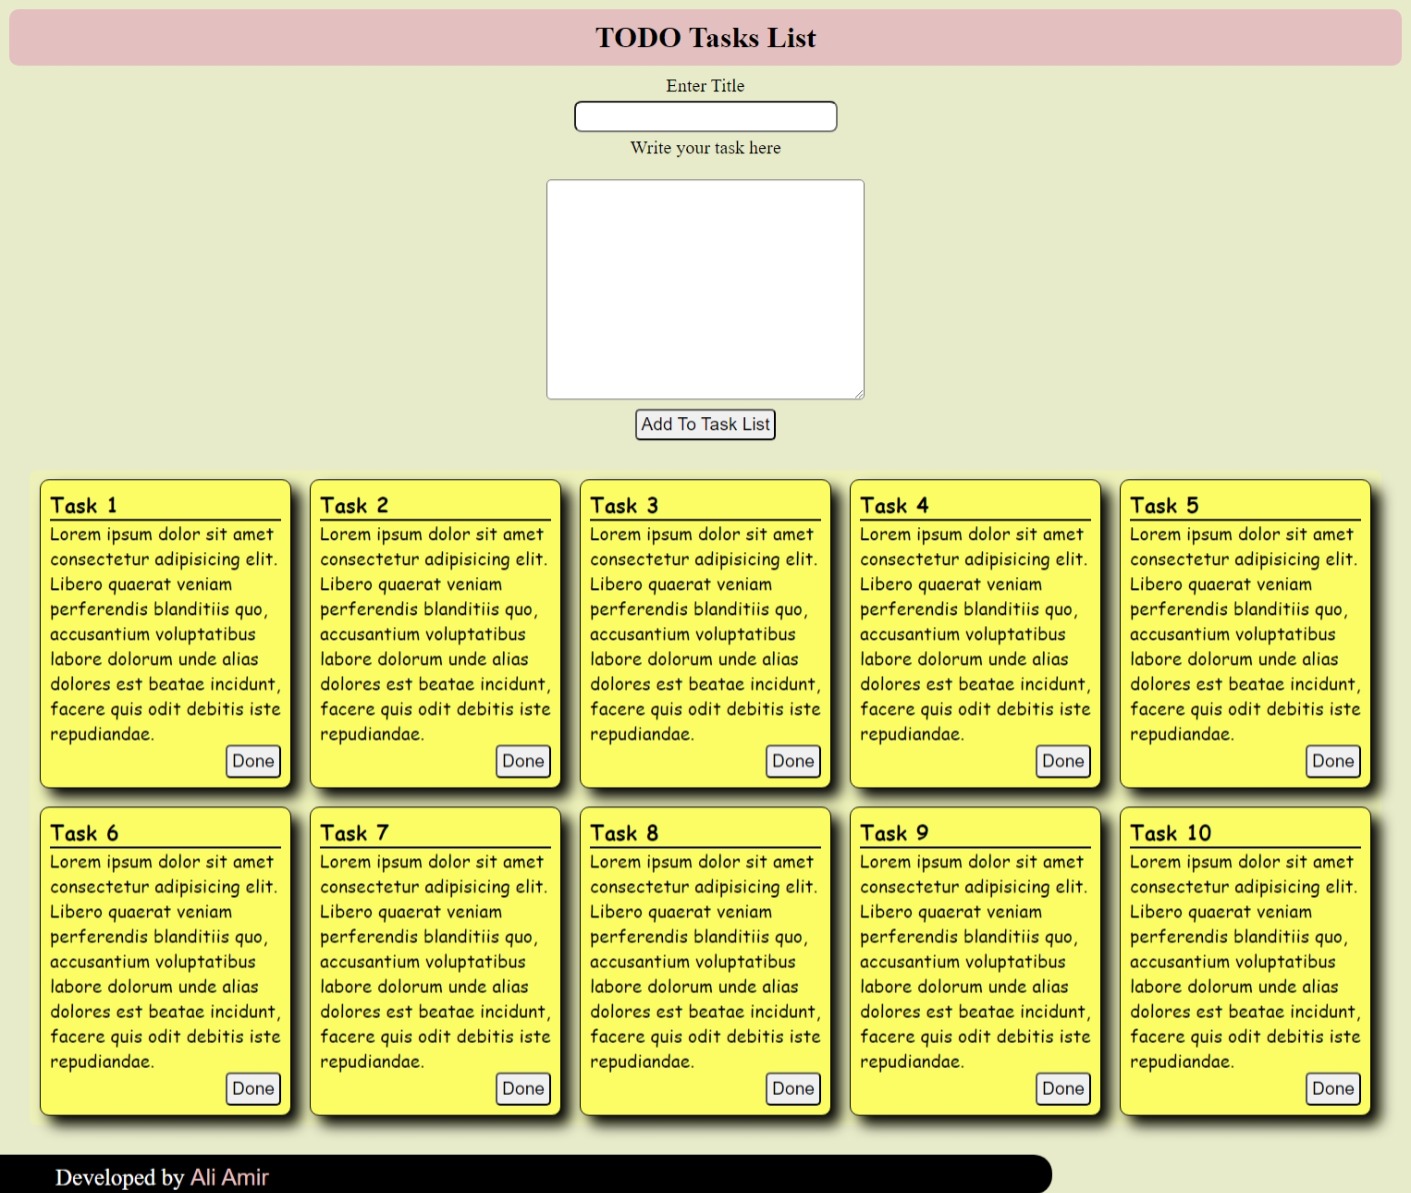 TODO Tasks List
Enter Title
Write your task here
Add To Task List
Task 1
Lorem ipsum dolor sit amet
consectetur adipisicing elit.
Libero quaerat veniam
perferendis blanditiis quo,
accusantium voluptatibus
labore dolorum unde alias
dolores est beatae incidunt,
facere quis odit debitis iste
repudiandae.
Done
Task 2
Lorem ipsum dolor sit amet
consectetur adipisicing elit.
Libero quaerat veniam
perferendis blanditiis quo,
accusantium voluptatibus
labore dolorum unde alias
dolores est beatae incidunt,
facere quis odit debitis iste
repudiandae.
Done
Task 3
Lorem ipsum dolor sit amet
consectetur adipisicing elit.
Libero quaerat veniam
perferendis blanditiis quo,
accusantium voluptatibus
labore dolorum unde alias
dolores est beatae incidunt,
facere quis odit debitis iste
repudiandae.
Done
Task 4
Lorem ipsum dolor sit amet
consectetur adipisicing elit.
Libero quaerat veniam
perferendis blanditiis quo,
accusantium voluptatibus
labore dolorum unde alias
dolores est beatae incidunt,
facere quis odit debitis iste
repudiandae.
Done
Task 5
Lorem ipsum dolor sit amet
consectetur adipisicing elit.
Libero quaerat veniam
perferendis blanditiis quo,
accusantium voluptatibus
labore dolorum unde alias
dolores est beatae incidunt,
facere quis odit debitis iste
repudiandae.
Done
Task 6
Lorem ipsum dolor sit amet
consectetur adipisicing elit.
Libero quaerat veniam
perferendis blanditiis quo,
accusantium voluptatibus
labore dolorum unde alias
dolores est beatae incidunt,
facere quis odit debitis iste
repudiandae.
Done
Task 7
Lorem ipsum dolor sit amet
consectetur adipisicing elit.
Libero quaerat veniam
perferendis blanditiis quo,
accusantium voluptatibus
labore dolorum unde alias
dolores est beatae incidunt,
facere quis odit debitis iste
repudiandae.
Done
Task 8
Lorem ipsum dolor sit amet
consectetur adipisicing elit.
Libero quaerat veniam
perferendis blanditiis quo,
accusantium voluptatibus
labore dolorum unde alias
dolores est beatae incidunt,
facere quis odit debitis iste
repudiandae.
Done
Task 9
Lorem ipsum dolor sit amet
consectetur adipisicing elit.
Libero quaerat veniam
perferendis blanditiis quo,
accusantium voluptatibus
labore dolorum unde alias
dolores est beatae incidunt,
facere quis odit debitis iste
repudiandae.
Done
Task 10
Lorem ipsum dolor sit amet
consectetur adipisicing elit.
Libero quaerat veniam
perferendis blanditiis quo,
accusantium voluptatibus
labore dolorum unde alias
dolores est beatae incidunt,
facere quis odit debitis iste
repudiandae.
Done
Developed by Ali Amir